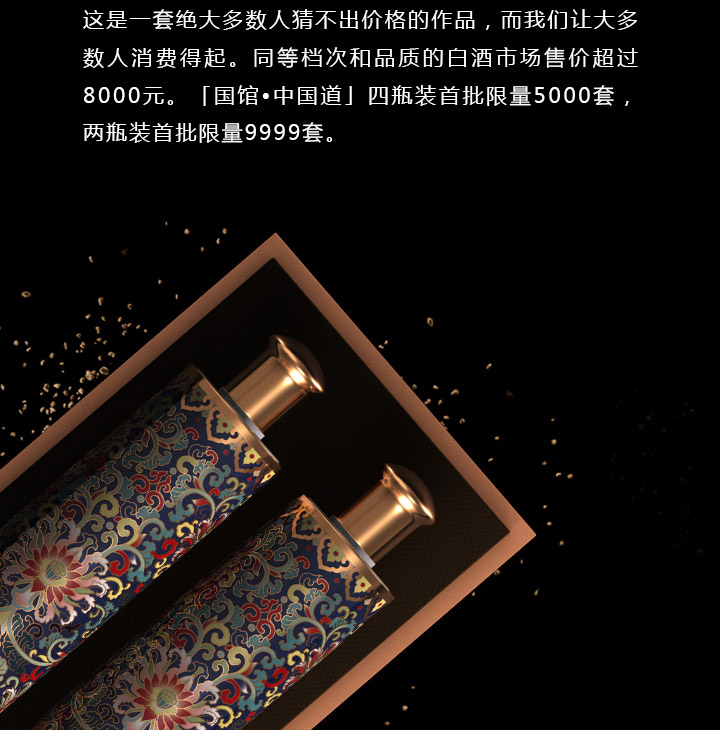 这是一套绝大多数人猜不出价格的作品，而我们让大多
数人消费得起。同等档次和品质的白酒市场售价超过
8000元。「国馆•中国道」四瓶装首批限量5000套，
两瓶装首批限量9999套。